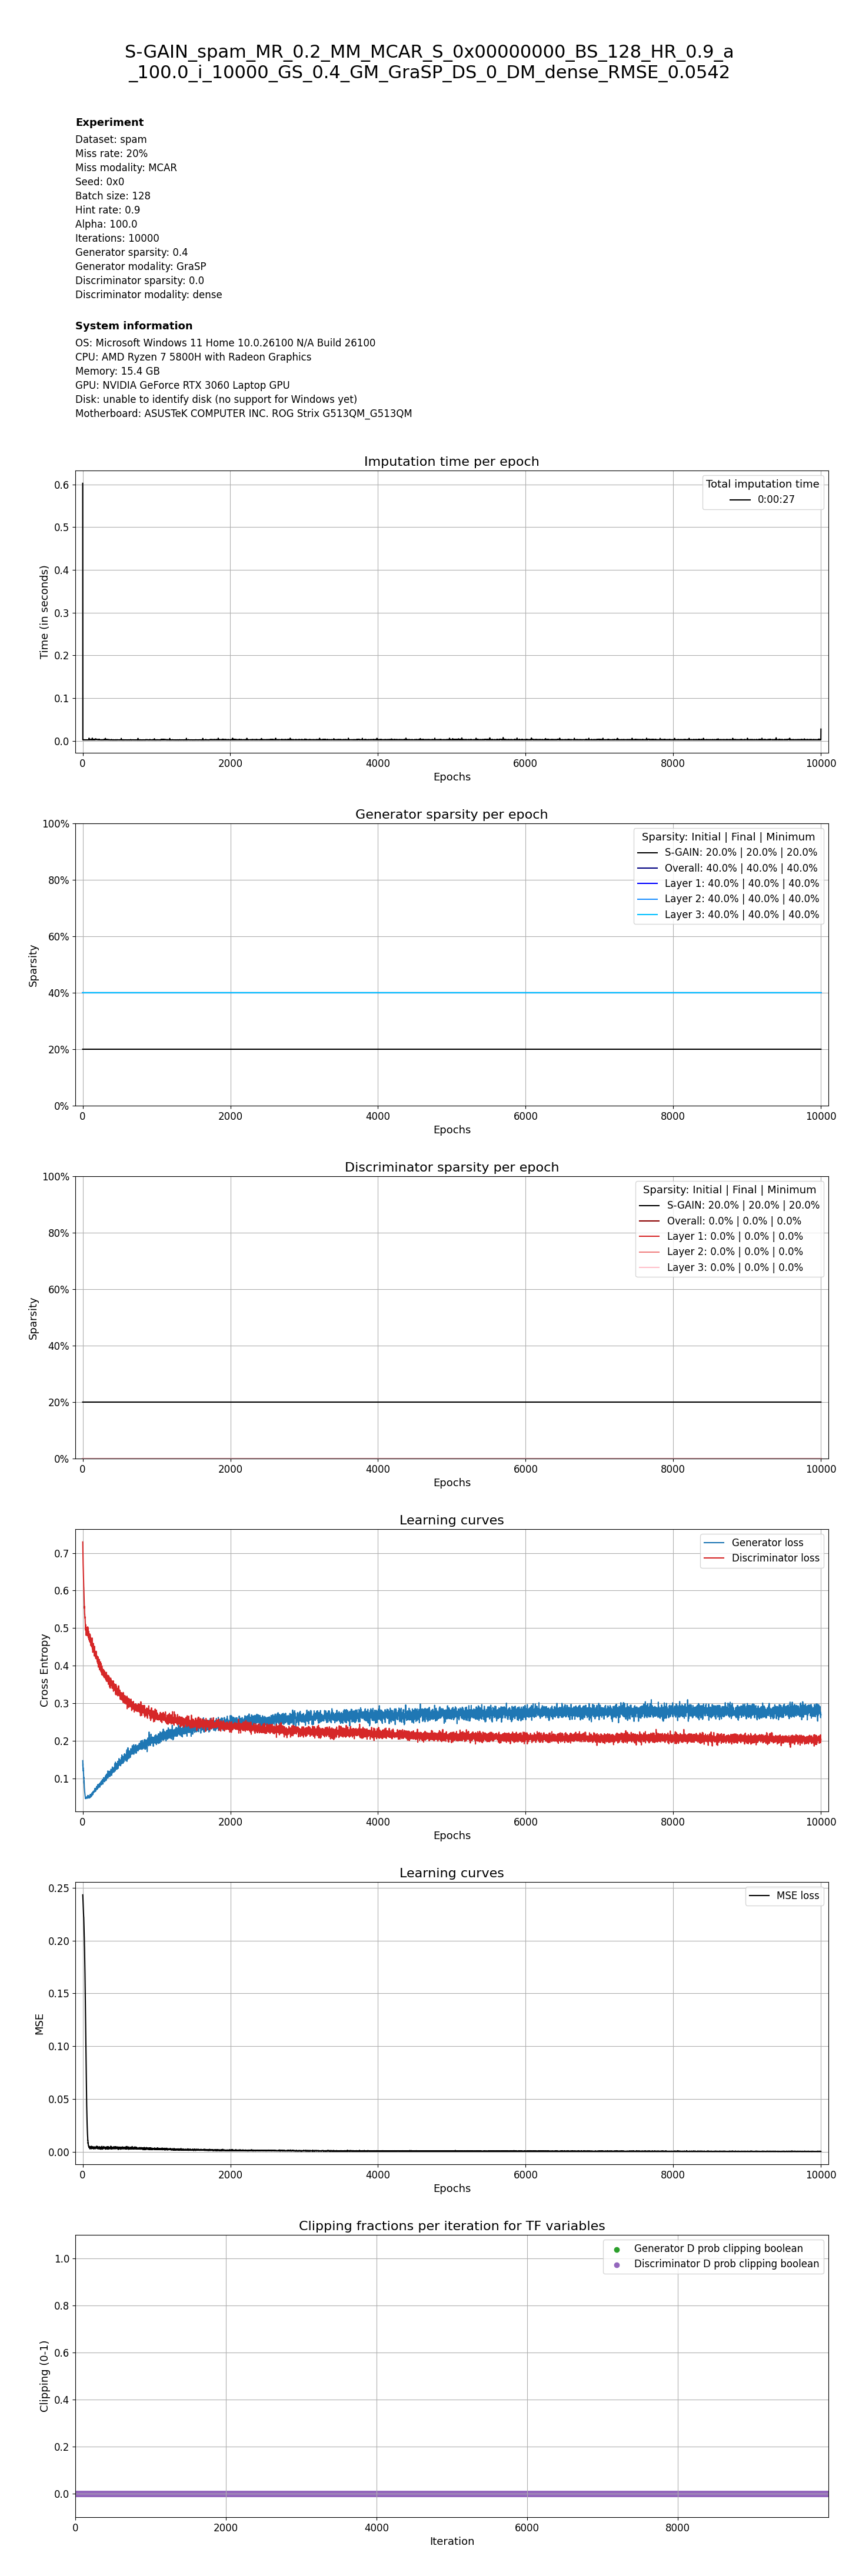 S-GAIN_spam_MR_0.2_MM_MCAR_S_0x00000000_BS_128_HR_0.9_a
_100.0_i_10000_GS_0.4_GM_GraSP_DS_0_DM_dense_RMSE_0.0542
Experiment
Dataset: spam
Miss rate: 20%
Miss modality: MCAR
Seed: 0x0
Batch size: 128
Hint rate: 0.9
Alpha: 100.0
Iterations: 10000
Generator sparsity: 0.4
Generator modality: GraSP
Discriminator sparsity: 0.0
Discriminator modality: dense
System information
OS: Microsoft Windows 11 Home 10.0.26100 N/A Build 26100
CPU: AMD Ryzen 7 5800H with Radeon Graphics
Memory: 15.4 GB
GPU: NVIDIA GeForce RTX 3060 Laptop GPU
Disk: unable to identify disk (no support for Windows yet)
Motherboard: ASUSTeK COMPUTER INC. ROG Strix G513QM_G513QM
Imputation time per epoch
Total imputation time
0:00:27
0.6
0.5
0.4
0.3
0.2
0.1
0.0
Time (in seconds)
0 2000 4000 6000 8000 10000
Epochs
Generator sparsity per epoch
Sparsity: Initial | Final | Minimum
S-GAIN: 20.0% | 20.0% | 20.0%
Overall: 40.0% | 40.0% | 40.0%
Layer 1: 40.0% | 40.0% | 40.0%
Layer 2: 40.0% | 40.0% | 40.0%
Layer 3: 40.0% | 40.0% | 40.0%
100%
80%
60%
40%
20%
0%
Sparsity
0 2000 4000 6000 8000 10000
Epochs
Discriminator sparsity per epoch
Sparsity: Initial | Final | Minimum
S-GAIN: 20.0% | 20.0% | 20.0%
Overall: 0.0% | 0.0% | 0.0%
Layer 1: 0.0% | 0.0% | 0.0%
Layer 2: 0.0% | 0.0% | 0.0%
Layer 3: 0.0% | 0.0% | 0.0%
100%
80%
60%
40%
20%
0%
Sparsity
0 2000 4000 6000 8000 10000
Epochs
Learning curves
Generator loss
Discriminator loss
0.7
0.6
0.5
0.4
0.3
0.2
0.1
Cross Entropy
0 2000 4000 6000 8000 10000
Epochs
Learning curves
MSE loss
0.25
0.20
0.15
0.10
0.05
0.00
MSE
0 2000 4000 6000 8000 10000
Epochs
Clipping fractions per iteration for TF variables
Generator D prob clipping boolean
Discriminator D prob clipping boolean
1.0
0.8
0.6
0.4
0.2
0.0
Clipping (0-1)
0 2000 4000 6000 8000
Iteration